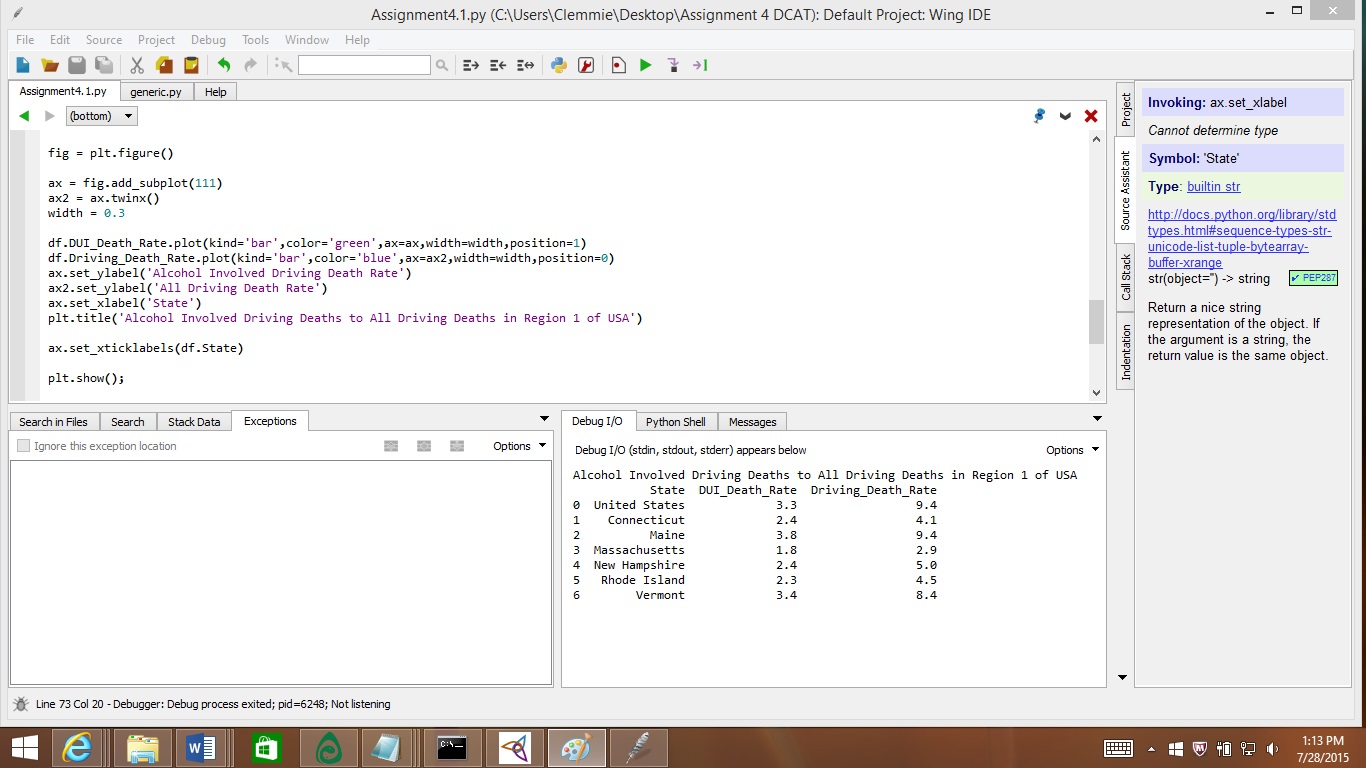 Assignment4.1.py (C:\Users\Clemmie\Desktop\Assignment 4 DCAT): Default Project: Wing IDE
File Edit Source Project Debug Tools Window Help
Assignment4.1.py generic.py Help
(bottom)
fig = plt.figure()
ax = fig.add_subplot(111)
ax2 = ax.twinx()
width = 0.3
df.DUI_Death_Rate.plot(kind='bar',color='green',ax=ax,width=width,position=1)
df.Driving_Death_Rate.plot(kind='bar',color='blue',ax=ax2,width=width,position=0)
ax.set_ylabel('Alcohol Involved Driving Death Rate')
ax2.set_ylabel('All Driving Death Rate')
ax.set_xlabel('State')
plt.title('Alcohol Involved Driving Deaths to All Driving Deaths in Region 1 of USA')
ax.set_xticklabels(df.State)
plt.show();
Project
Source Assistant
Call Stack
Indentation
Invoking: ax.set_xlabel
Cannot determine type
Symbol: 'State'
Type: builtin str
http://docs.python.org/library/std
types.html#sequence-types-str-
unicode-list-tuple-bytearray-
buffer-xrange
str(object='') -> string ✔ PEP287
Return a nice string
representation of the object. If
the argument is a string, the
return value is the same object.
Search in Files Search Stack Data Exceptions
Ignore this exception location Options
Debug I/O Python Shell Messages
Debug I/O (stdin, stdout, stderr) appears below Options
Alcohol Involved Driving Deaths to All Driving Deaths in Region 1 of USA
State DUI_Death_Rate Driving_Death_Rate
0 United States 3.3 9.4
1 Connecticut 2.4 4.1
2 Maine 3.8 9.4
3 Massachusetts 1.8 2.9
4 New Hampshire 2.4 5.0
5 Rhode Island 2.3 4.5
6 Vermont 3.4 8.4
Line 73 Col 20 - Debugger: Debug process exited; pid=6248; Not listening
1:13 PM
7/28/2015